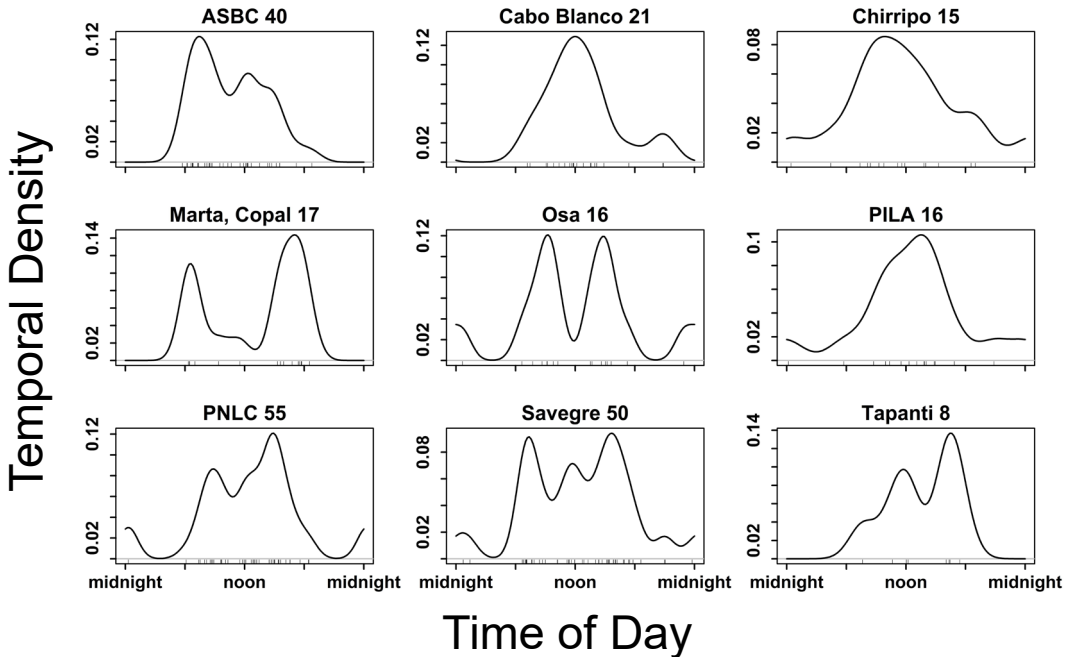 ASBC 40
Cabo Blanco 21
Chirripo 15
0.12
0.02
0.12
0.02
0.08
0.02
Marta, Copal 17
Osa 16
PILA 16
0.14
0.02
0.12
0.02
0.1
0.02
PNLC 55
Savegre 50
Tapanti 8
0.12
0.02
0.08
0.02
0.14
0.02
midnight noon midnight
midnight noon midnight
midnight noon midnight
Temporal Density
Time of Day